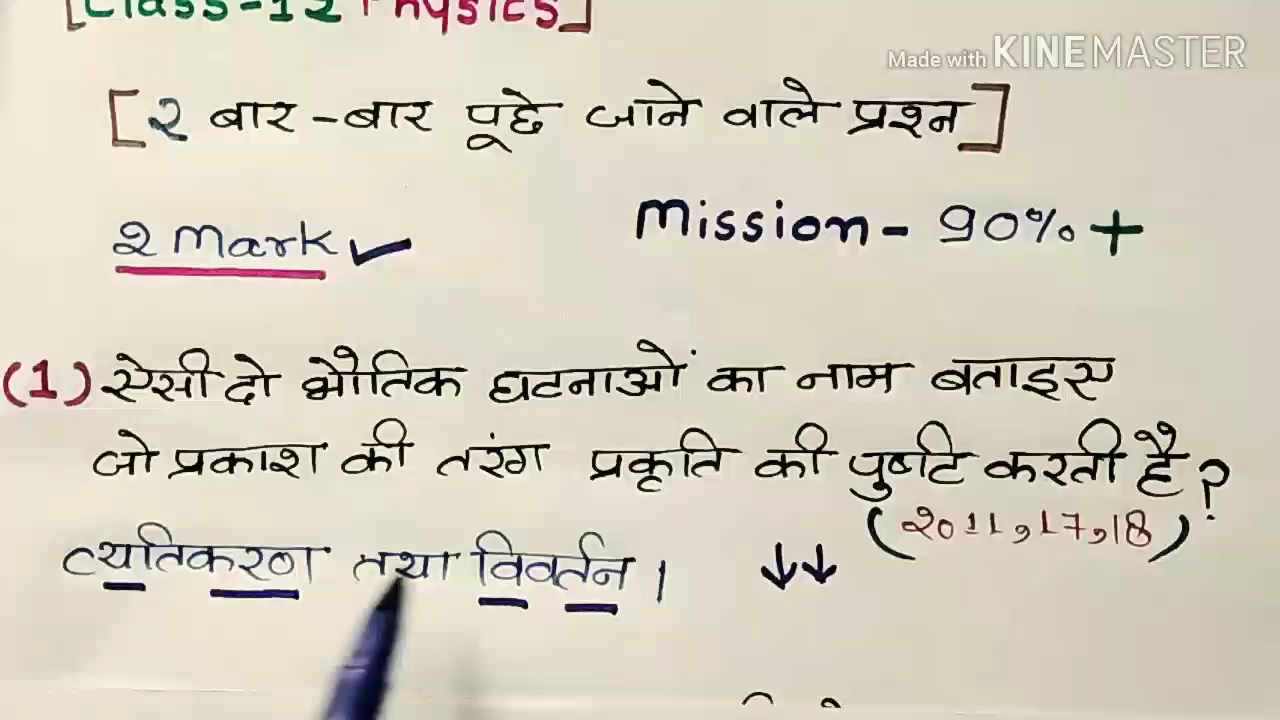 [Class-12 Physics]
Made with KINEMASTER
[२ बार-बार पूछे जाने वाले प्रश्न]
2 Mark
Mission- 90% +
(1) ऐसी दो भौतिक घटनाओं का नाम बताइए
जो प्रकाश की तरंग प्रकृति की पुष्टि करती है?
(2011,17,18)
व्यतिकरण तथा विवर्तन।